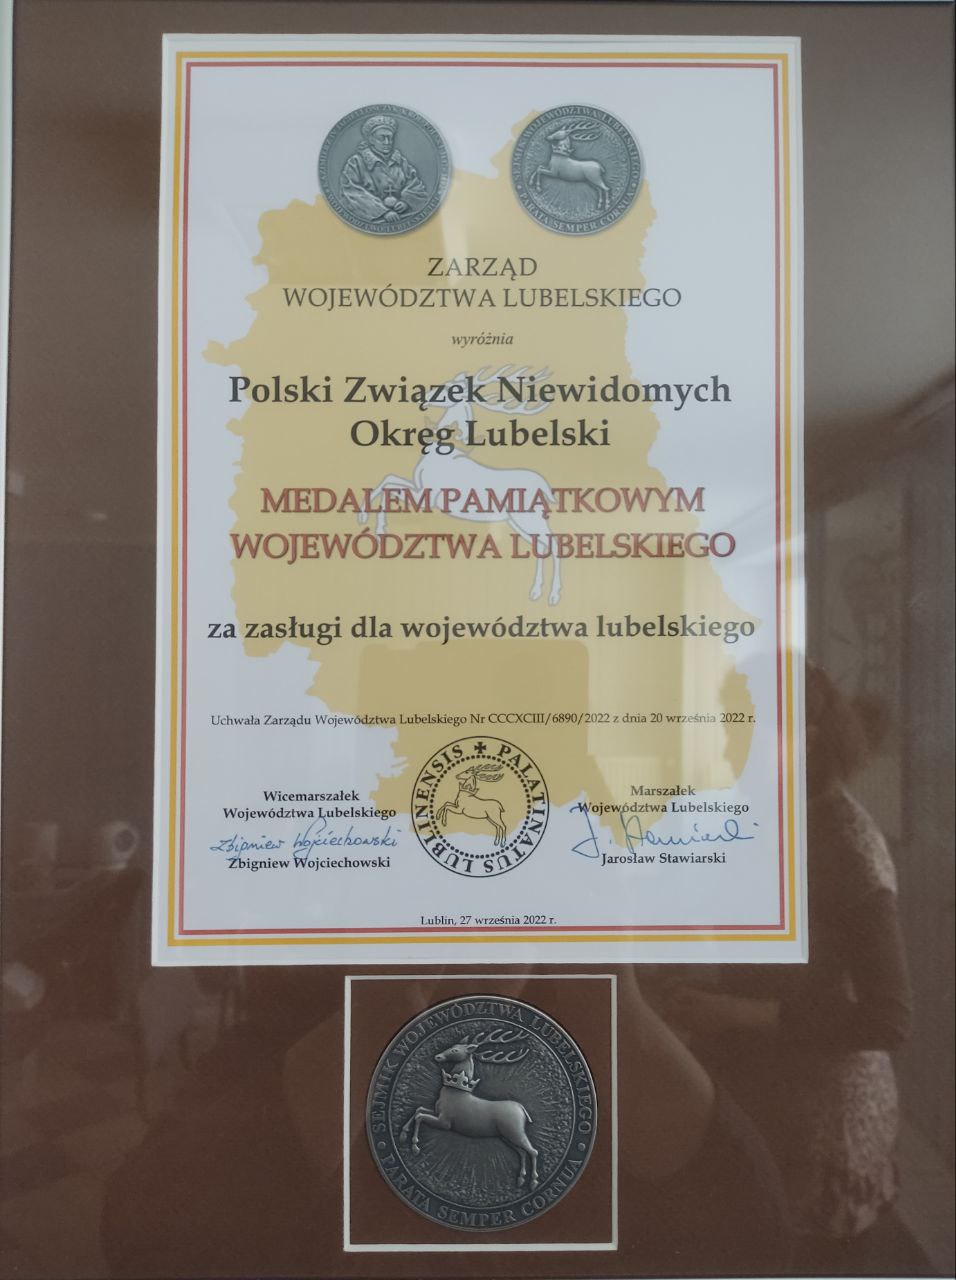 SEJMIK WOJEWÓDZTWA LUBELSKIEGO
PARATA SEMPER CORNUA
ZARZĄD
WOJEWÓDZTWA LUBELSKIEGO
wyróżnia
Polski Związek Niewidomych
Okręg Lubelski
MEDALEM PAMIĄTKOWYM
WOJEWÓDZTWA LUBELSKIEGO
za zasługi dla województwa lubelskiego
Uchwała Zarządu Województwa Lubelskiego Nr CCCXCIII/6890/2022 z dnia 20 września 2022 r.
Wicemarszałek
Województwa Lubelskiego
Zbigniew Wojciechowski
Zbigniew Wojciechowski
PALATINATUS LUBLINENSIS
Marszałek
Województwa Lubelskiego
J. Stawiarski
Jarosław Stawiarski
Lublin, 27 września 2022 r.
SEJMIK WOJEWÓDZTWA LUBELSKIEGO
PARATA SEMPER CORNUA